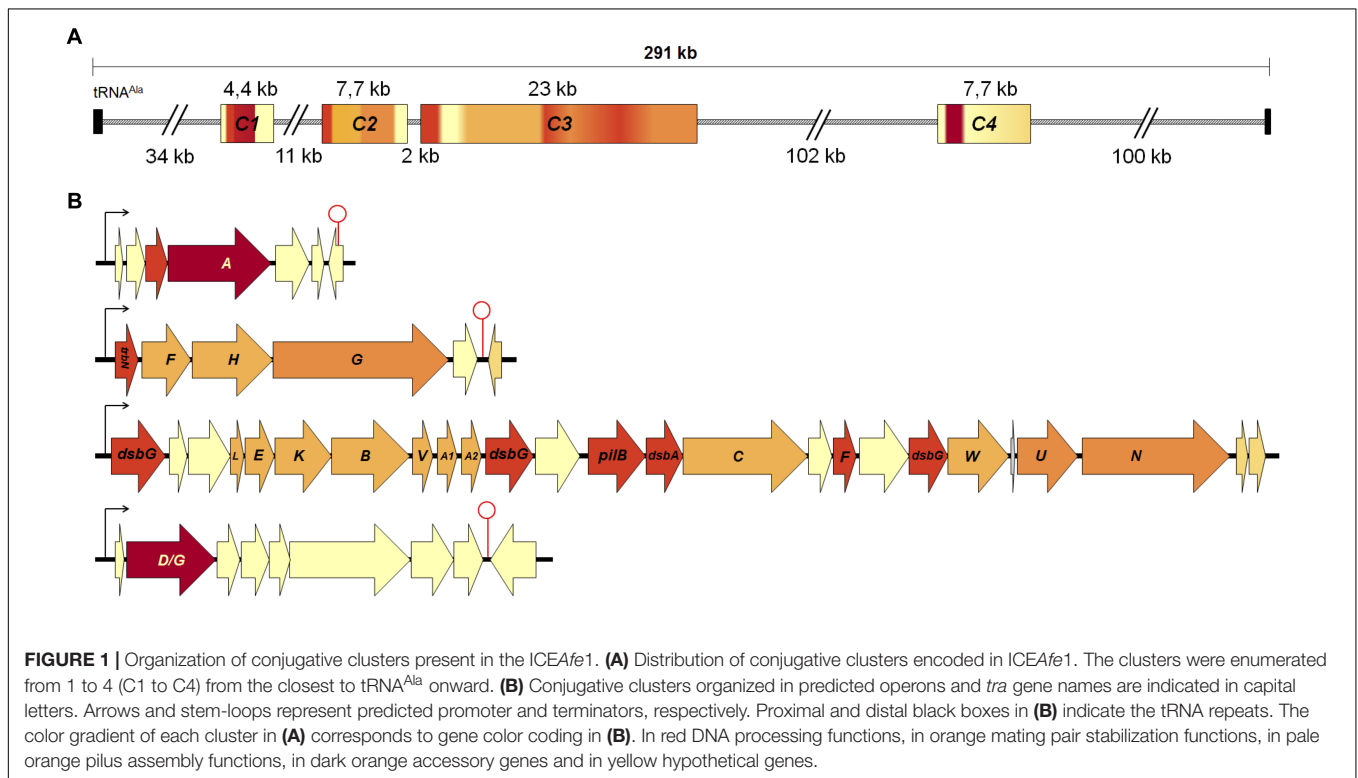 A
291 kb
tRNA^Ala
4,4 kb
7,7 kb
23 kb
7,7 kb
C1
C2
C3
C4
34 kb
11 kb
2 kb
102 kb
100 kb
B
A
trbN
F
H
G
dsbG
L
E
K
B
V
A1
A2
dsbG
pilB
dsbA
C
F
dsbG
W
U
N
D/G
FIGURE 1 | Organization of conjugative clusters present in the ICEAfe1. (A) Distribution of conjugative clusters encoded in ICEAfe1. The clusters were enumerated
from 1 to 4 (C1 to C4) from the closest to tRNA^Ala onward. (B) Conjugative clusters organized in predicted operons and tra gene names are indicated in capital
letters. Arrows and stem-loops represent predicted promoter and terminators, respectively. Proximal and distal black boxes in (B) indicate the tRNA repeats. The
color gradient of each cluster in (A) corresponds to gene color coding in (B). In red DNA processing functions, in orange mating pair stabilization functions, in pale
orange pilus assembly functions, in dark orange accessory genes and in yellow hypothetical genes.